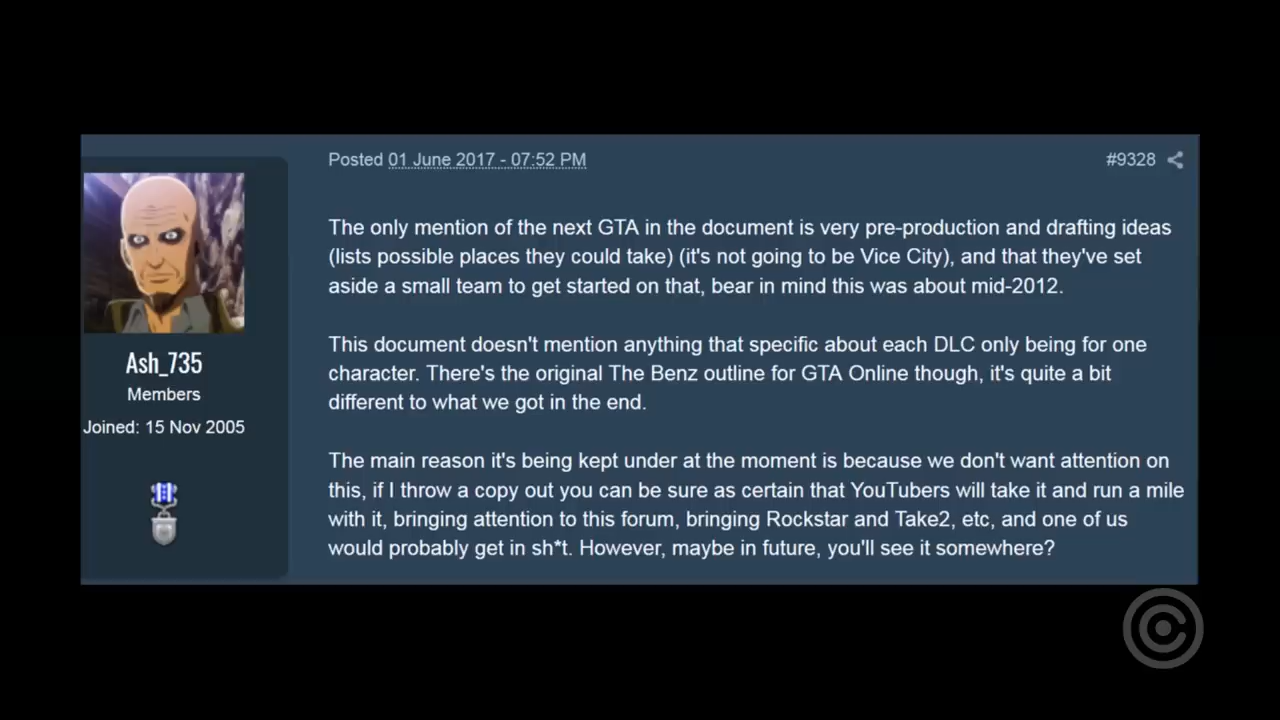 Posted 01 June 2017 - 07:52 PM
#9328
The only mention of the next GTA in the document is very pre-production and drafting ideas
(lists possible places they could take) (it's not going to be Vice City), and that they've set
aside a small team to get started on that, bear in mind this was about mid-2012.
This document doesn't mention anything that specific about each DLC only being for one
character. There's the original The Benz outline for GTA Online though, it's quite a bit
different to what we got in the end.
The main reason it's being kept under at the moment is because we don't want attention on
this, if I throw a copy out you can be sure as certain that YouTubers will take it and run a mile
with it, bringing attention to this forum, bringing Rockstar and Take2, etc, and one of us
would probably get in sh*t. However, maybe in future, you'll see it somewhere?
Ash_735
Members
Joined: 15 Nov 2005